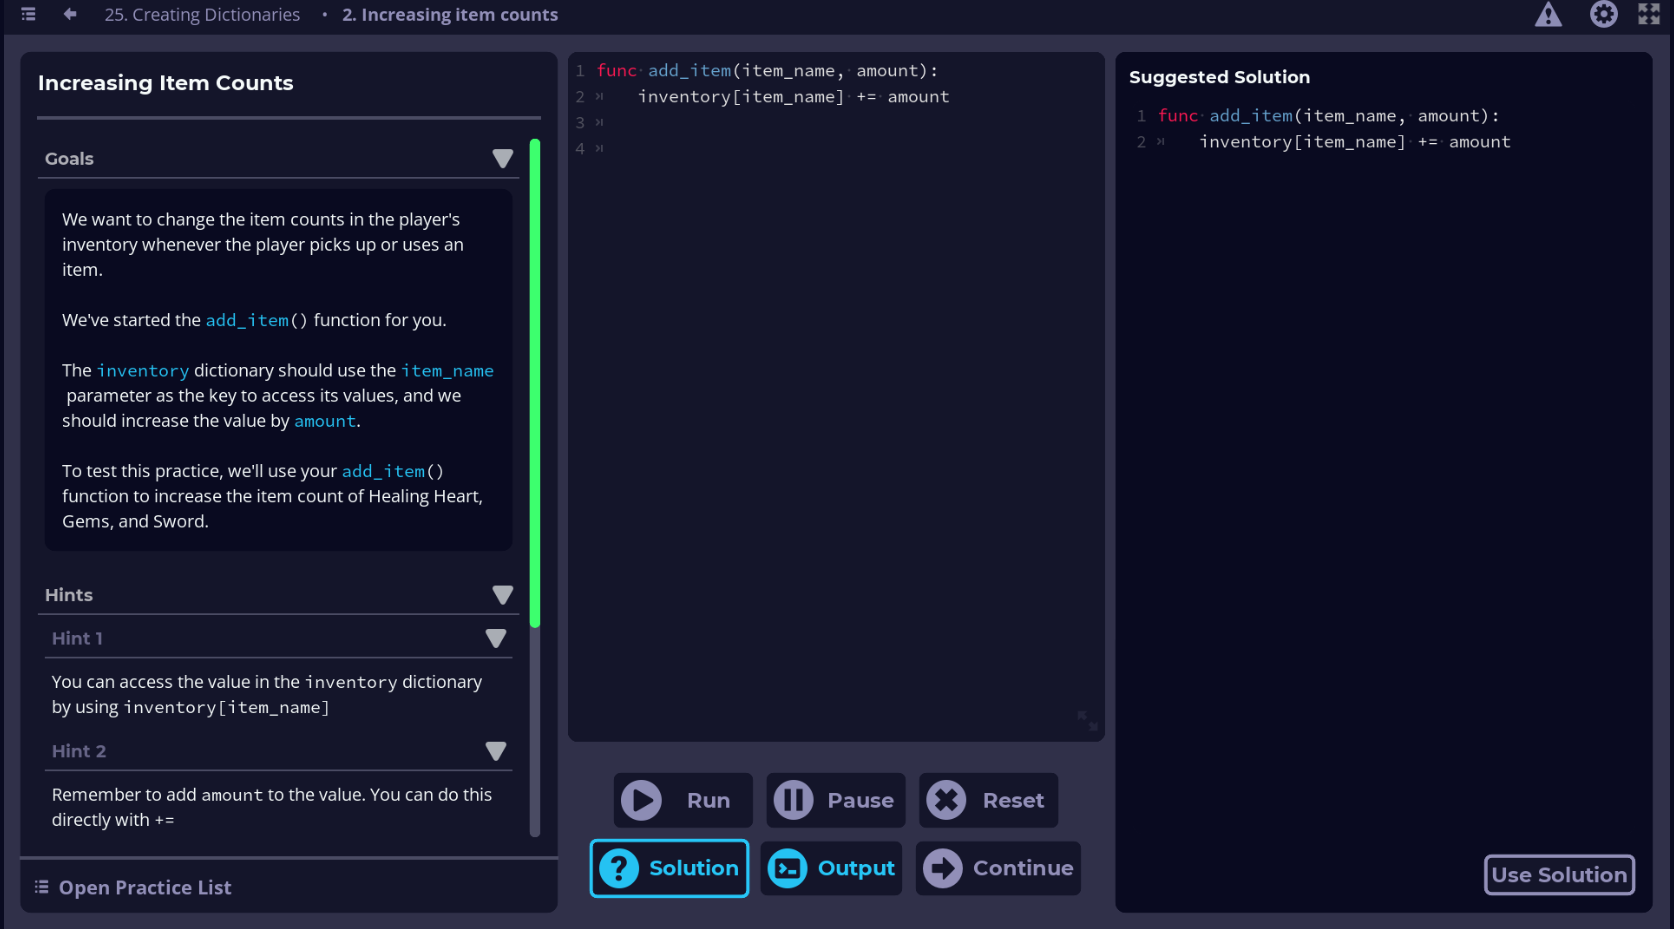 25. Creating Dictionaries • 2. Increasing item counts
Increasing Item Counts
Goals
We want to change the item counts in the player's
inventory whenever the player picks up or uses an
item.
We've started the add_item() function for you.
The inventory dictionary should use the item_name
parameter as the key to access its values, and we
should increase the value by amount.
To test this practice, we'll use your add_item()
function to increase the item count of Healing Heart,
Gems, and Sword.
Hints
Hint 1
You can access the value in the inventory dictionary
by using inventory[item_name]
Hint 2
Remember to add amount to the value. You can do this
directly with +=
Open Practice List
1 func add_item(item_name, amount):
2 inventory[item_name] += amount
3
4
Run
Pause
Reset
Solution
Output
Continue
Suggested Solution
1 func add_item(item_name, amount):
2 inventory[item_name] += amount
Use Solution